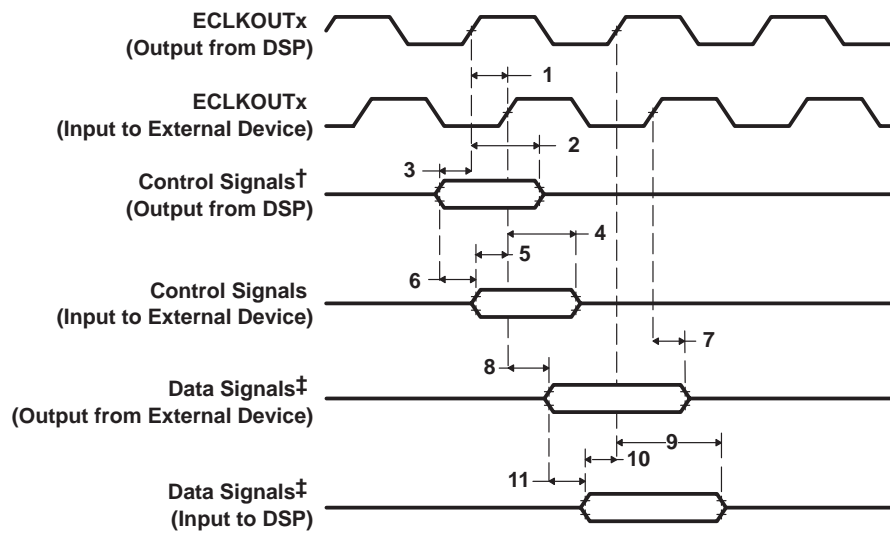 ECLKOUTx
(Output from DSP)
1
ECLKOUTx
(Input to External Device)
2
3
Control Signals†
(Output from DSP)
4
5
6
Control Signals
(Input to External Device)
7
8
Data Signals‡
(Output from External Device)
9
10
11
Data Signals‡
(Input to DSP)